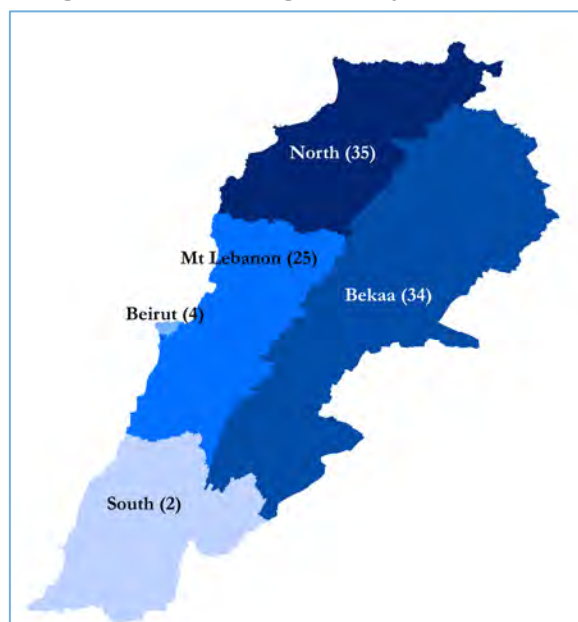 North (35)
Mt Lebanon (25)
Bekaa (34)
Beirut (4)
South (2)